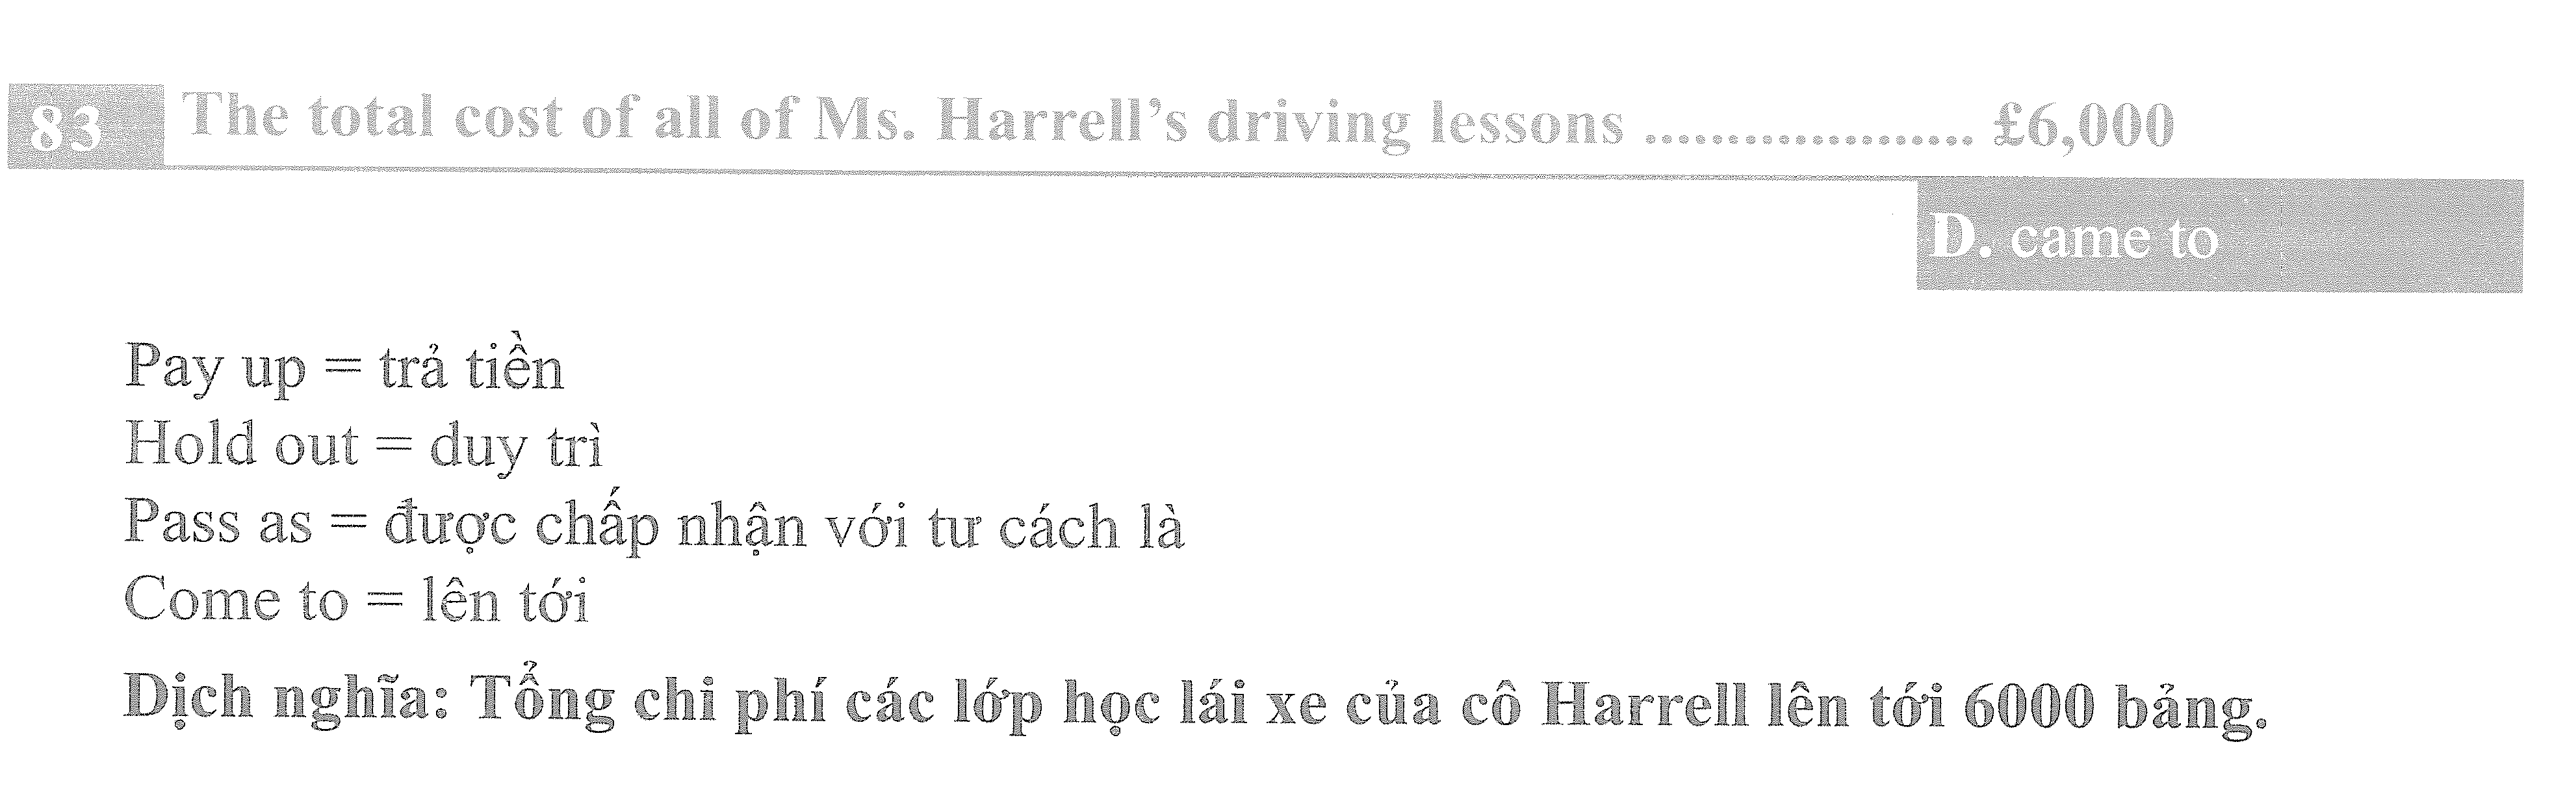 83 The total cost of all of Ms. Harrell's driving lessons .................... £6,000
D. came to
Pay up = trả tiền
Hold out = duy trì
Pass as = được chấp nhận với tư cách là
Come to = lên tới
Dịch nghĩa: Tổng chi phí các lớp học lái xe của cô Harrell lên tới 6000 bảng.